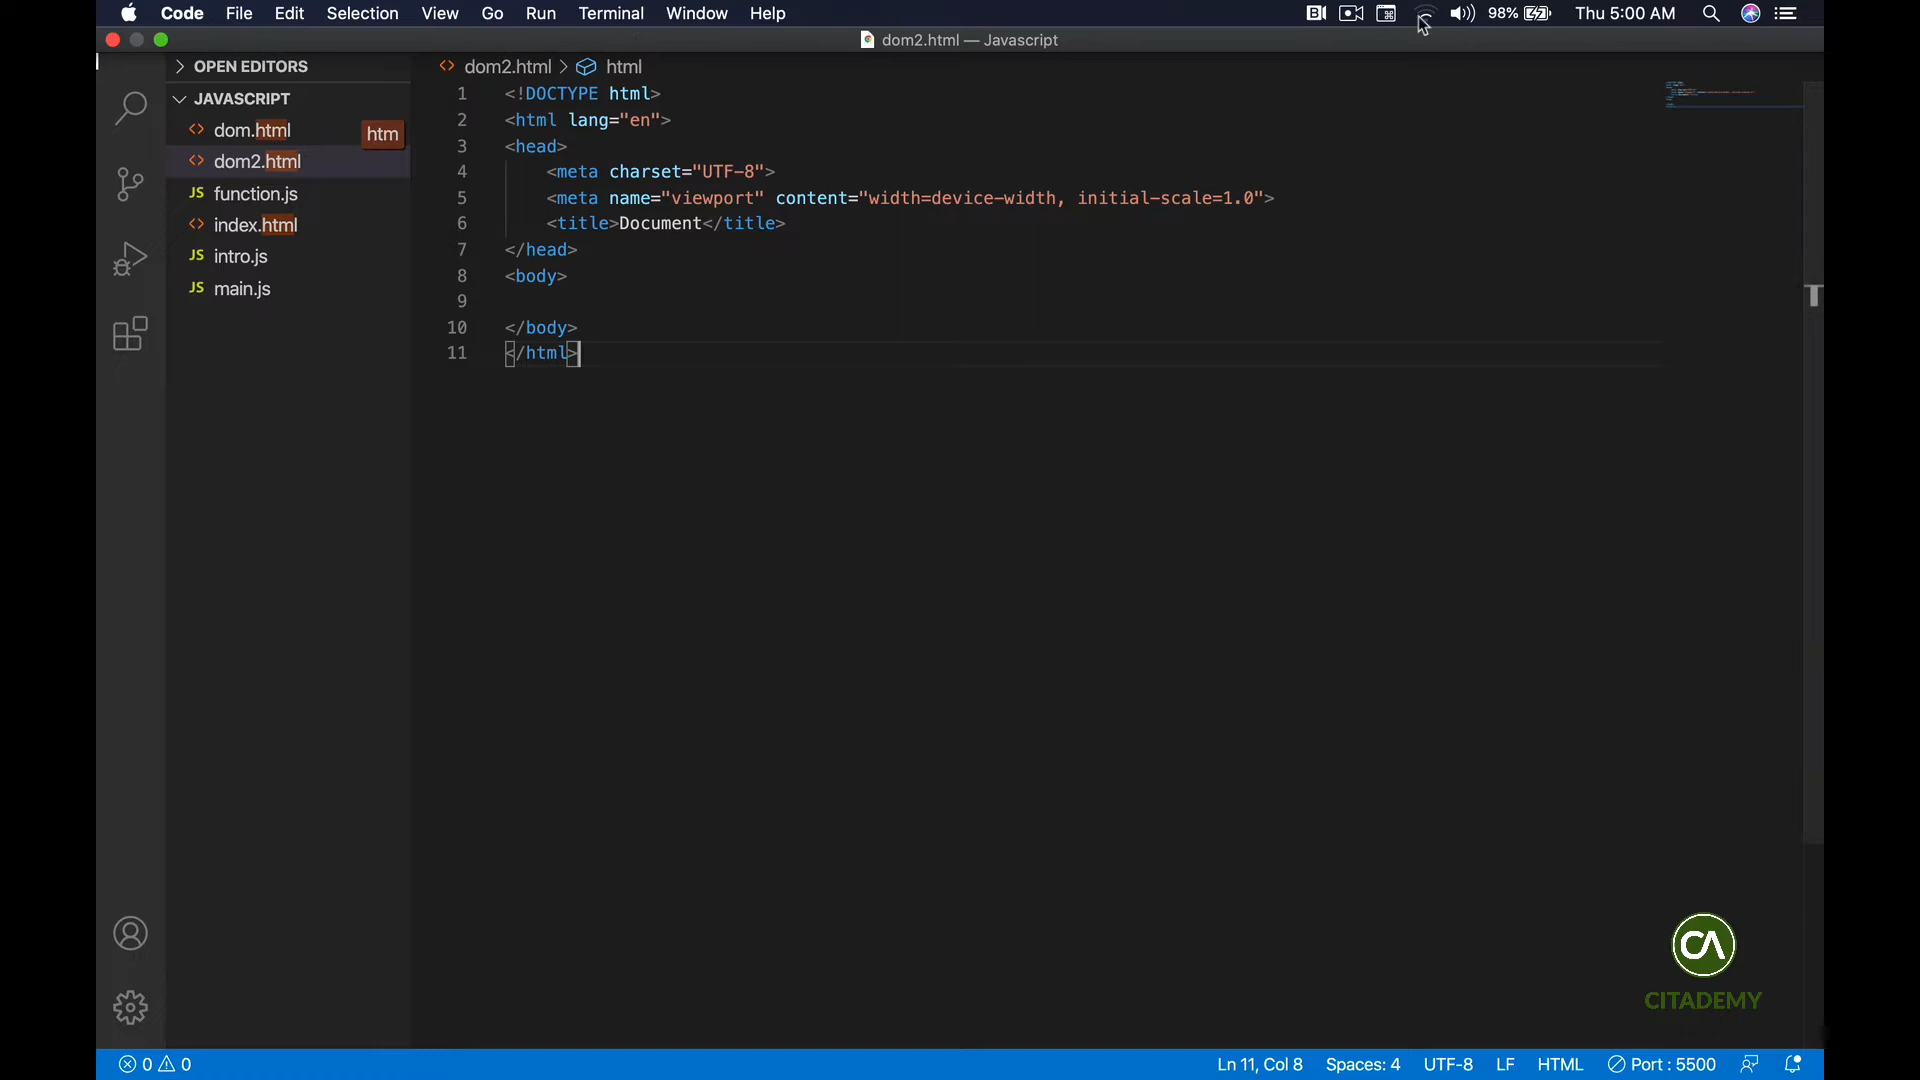 Code File Edit Selection View Go Run Terminal Window Help 98% Thu 5:00 AM
dom2.html — Javascript
OPEN EDITORS
JAVASCRIPT
dom.html
htm
dom2.html
JS function.js
index.html
JS intro.js
JS main.js
dom2.html > html
1 <!DOCTYPE html>
2 <html lang="en">
3 <head>
4 <meta charset="UTF-8">
5 <meta name="viewport" content="width=device-width, initial-scale=1.0">
6 <title>Document</title>
7 </head>
8 <body>
9
10 </body>
11 </html>
CA
CITADEMY
0 0 Ln 11, Col 8 Spaces: 4 UTF-8 LF HTML Port : 5500